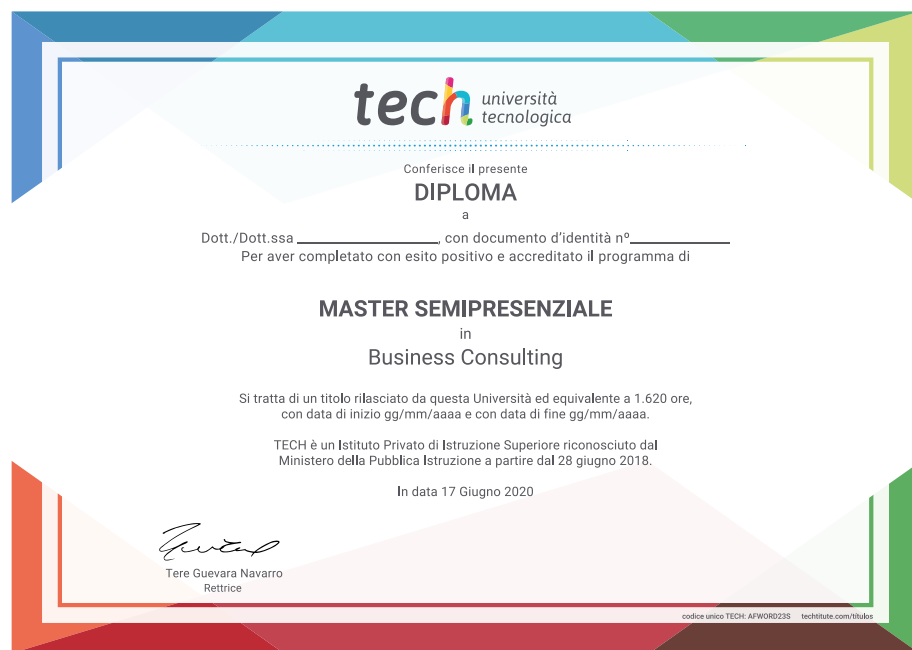 tech università
tecnologica
Conferisce il presente
DIPLOMA
a
Dott./Dott.ssa ____________________, con documento d'identità nº______________
Per aver completato con esito positivo e accreditato il programma di
MASTER SEMIPRESENZIALE
in
Business Consulting
Si tratta di un titolo rilasciato da questa Università ed equivalente a 1.620 ore,
con data di inizio gg/mm/aaaa e con data di fine gg/mm/aaaa.
TECH è un Istituto Privato di Istruzione Superiore riconosciuto dal
Ministero della Pubblica Istruzione a partire dal 28 giugno 2018.
In data 17 Giugno 2020
Tere Guevara Navarro
Rettrice
codice unico TECH: AFWORD23S techtitute.com/títulos